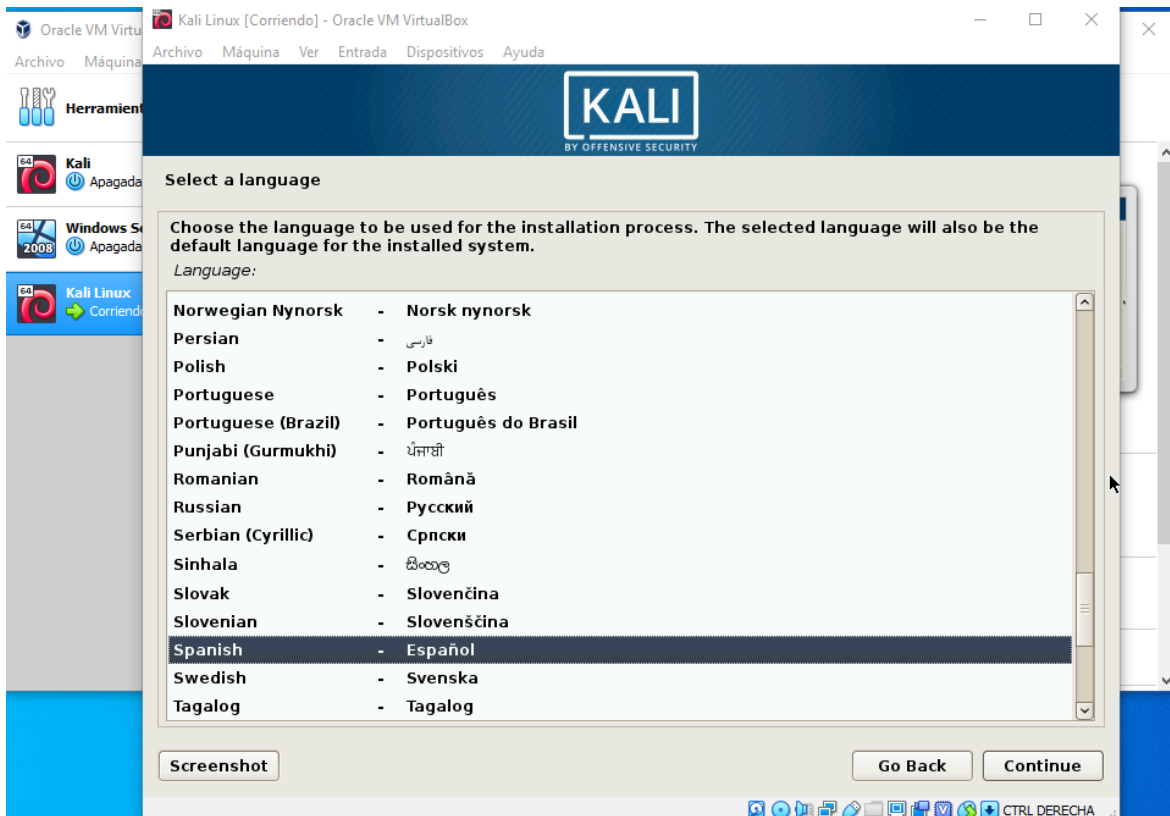 Oracle VM Virtu
Archivo Máquina
Herramient
64
Kali
Apagada
64
2008
Windows Se
Apagada
64
Kali Linux
Corriendo
Kali Linux [Corriendo] - Oracle VM VirtualBox
Archivo Máquina Ver Entrada Dispositivos Ayuda
KALI
BY OFFENSIVE SECURITY
Select a language
Choose the language to be used for the installation process. The selected language will also be the
default language for the installed system.
Language:
Norwegian Nynorsk - Norsk nynorsk
Persian - فارسی
Polish - Polski
Portuguese - Português
Portuguese (Brazil) - Português do Brasil
Punjabi (Gurmukhi) - ਪੰਜਾਬੀ
Romanian - Română
Russian - Русский
Serbian (Cyrillic) - Српски
Sinhala - සිංහල
Slovak - Slovenčina
Slovenian - Slovenščina
Spanish - Español
Swedish - Svenska
Tagalog - Tagalog
Screenshot
Go Back
Continue
CTRL DERECHA